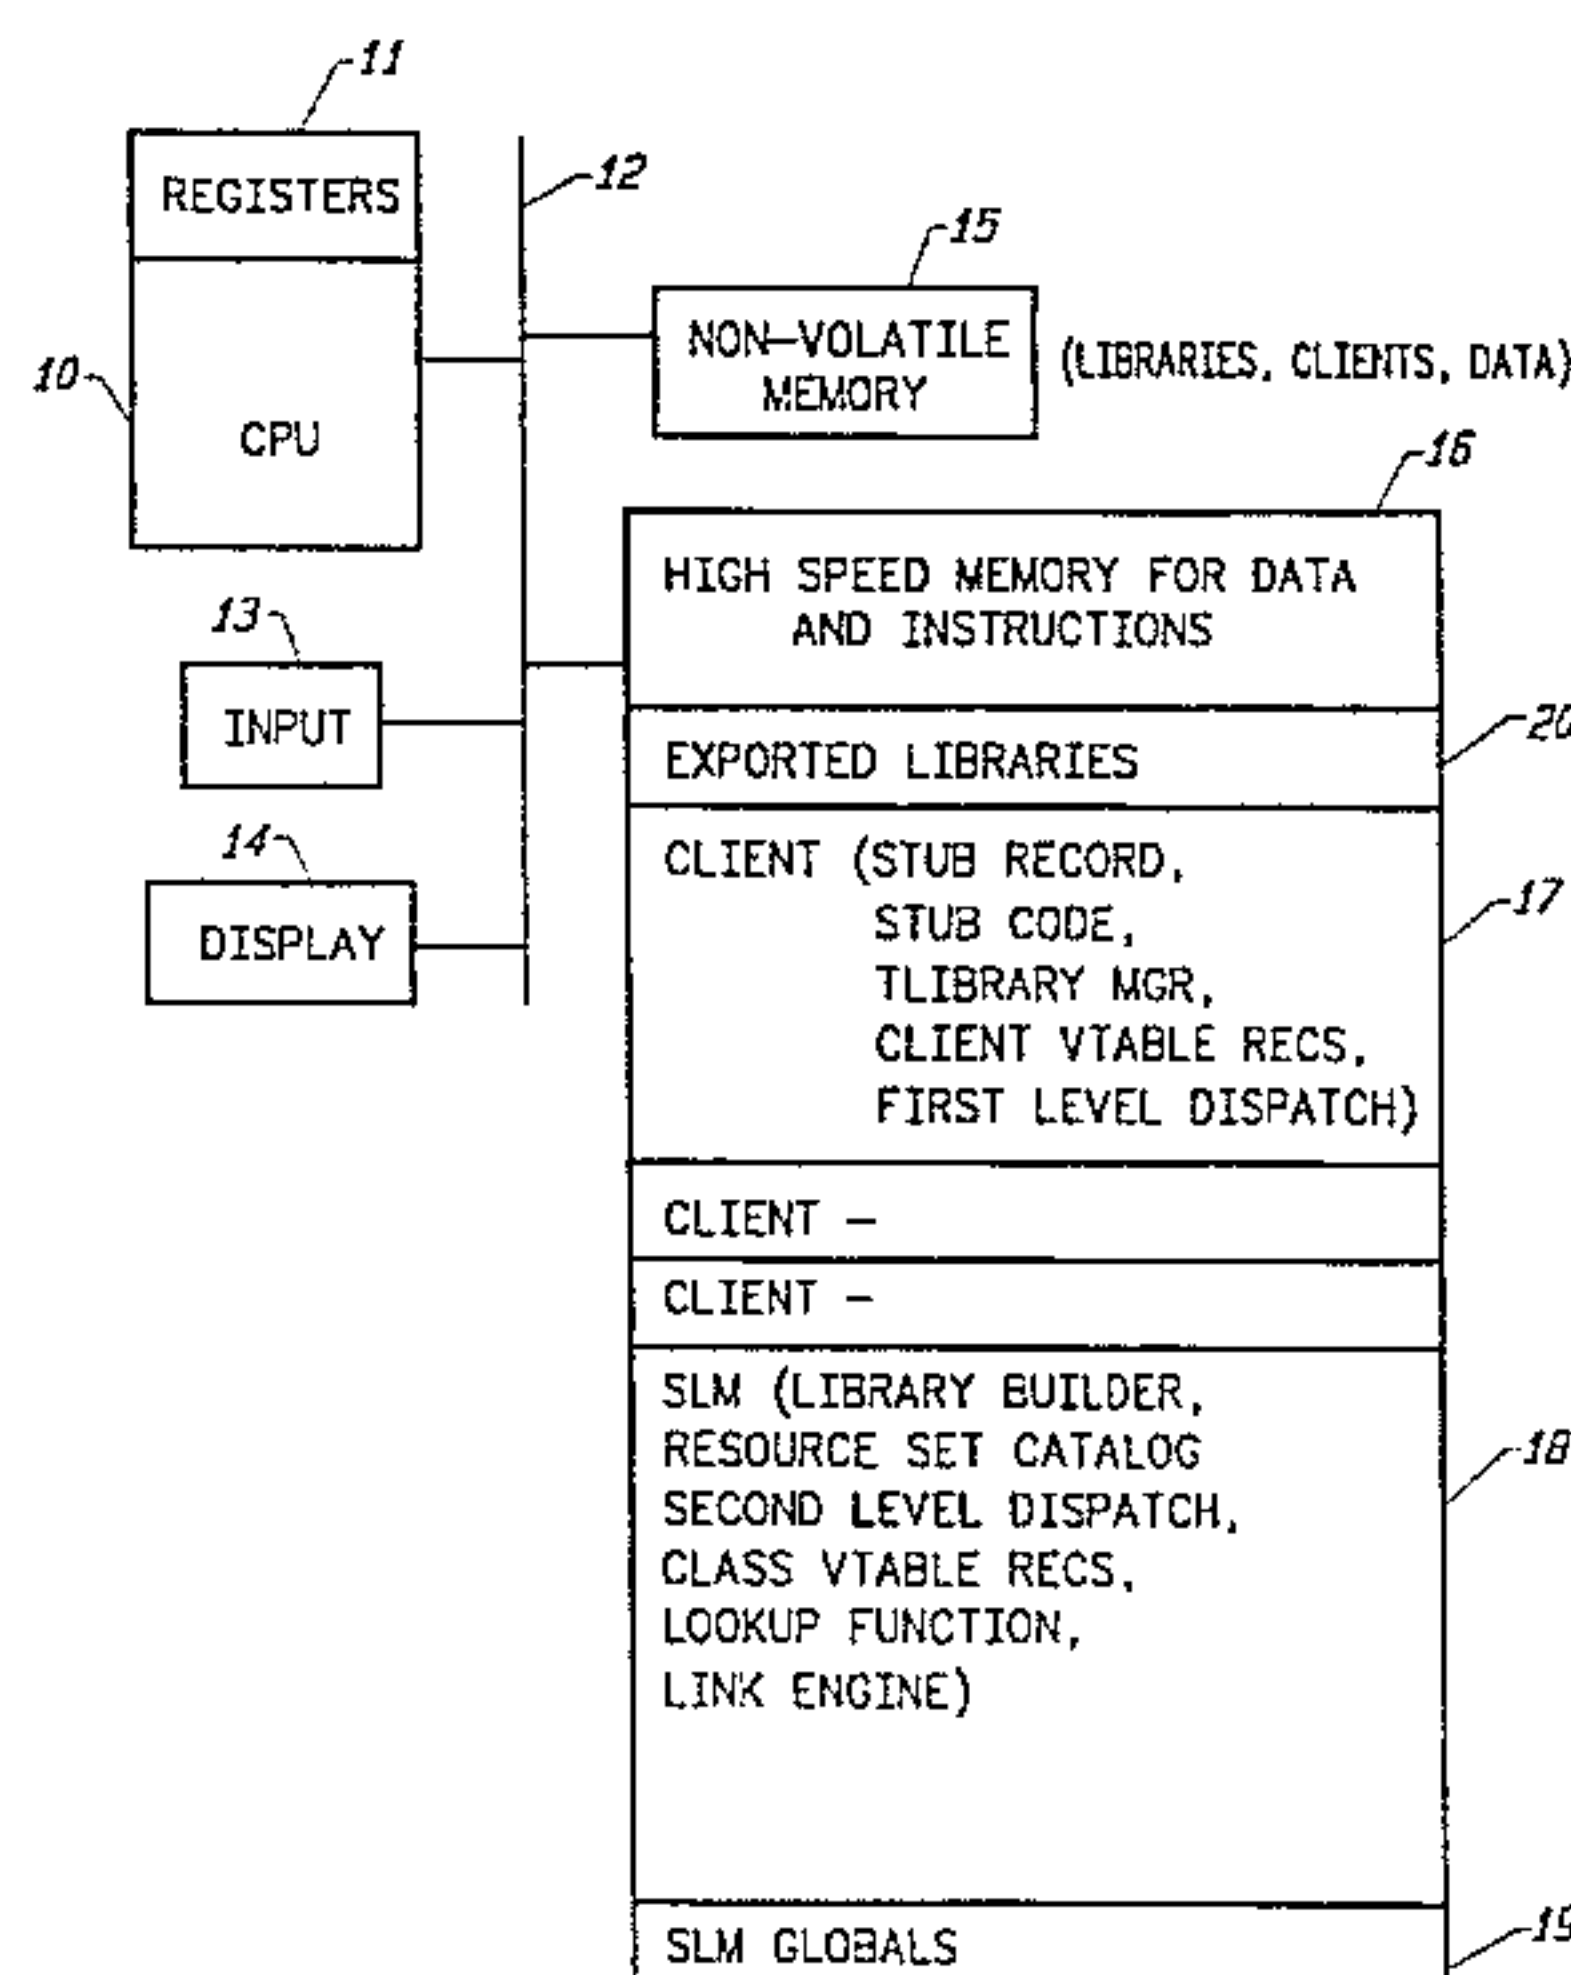 11
REGISTERS
12
15
NON-VOLATILE
MEMORY
(LIBRARIES, CLIENTS, DATA)
10
CPU
16
HIGH SPEED MEMORY FOR DATA
AND INSTRUCTIONS
13
INPUT
20
EXPORTED LIBRARIES
14
DISPLAY
CLIENT (STUB RECORD,
STUB CODE,
TLIBRARY MGR,
CLIENT VTABLE RECS,
FIRST LEVEL DISPATCH)
17
CLIENT –
CLIENT –
SLM (LIBRARY BUILDER,
RESOURCE SET CATALOG
SECOND LEVEL DISPATCH,
CLASS VTABLE RECS,
LOOKUP FUNCTION,
LINK ENGINE)
18
SLM GLOBALS
19